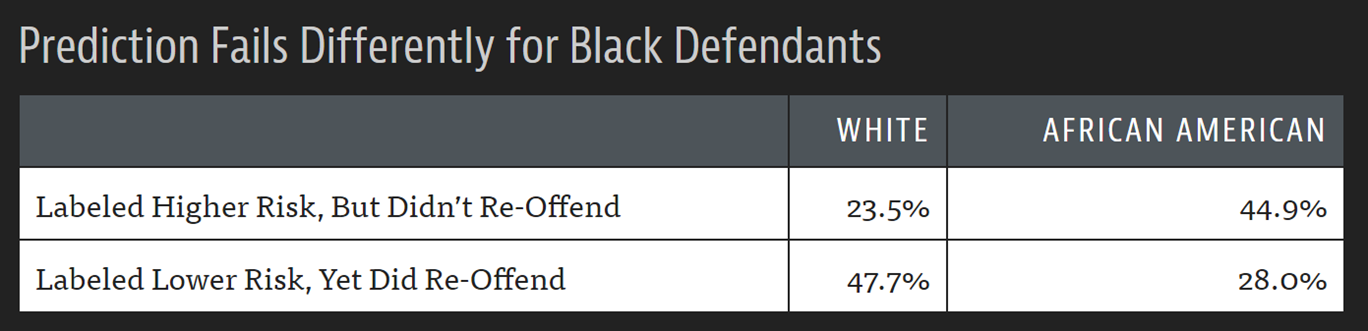 Prediction Fails Differently for Black Defendants
WHITE AFRICAN AMERICAN
Labeled Higher Risk, But Didn’t Re-Offend 23.5% 44.9%
Labeled Lower Risk, Yet Did Re-Offend 47.7% 28.0%